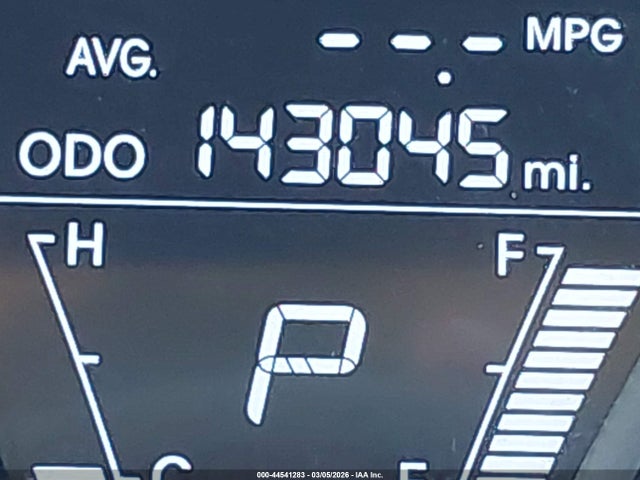 AVG. --.- MPG
ODO 143045 mi.
H F
P
C E
000-44541283 - 03/05/2026 - IAA Inc.